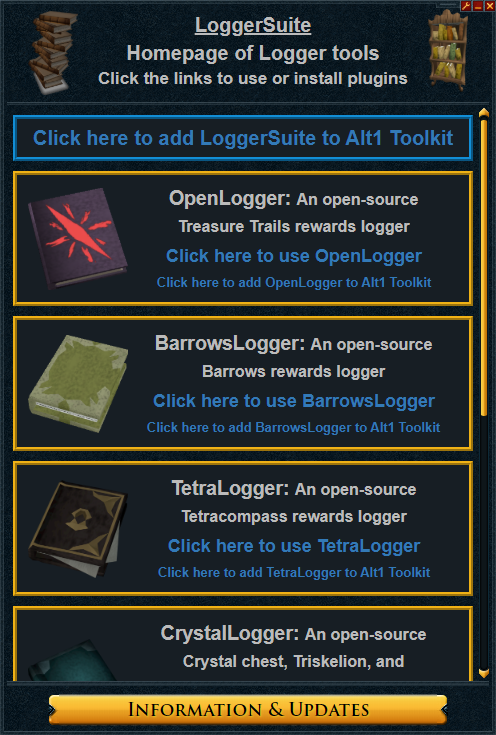 LoggerSuite
Homepage of Logger tools
Click the links to use or install plugins
Click here to add LoggerSuite to Alt1 Toolkit
OpenLogger: An open-source
Treasure Trails rewards logger
Click here to use OpenLogger
Click here to add OpenLogger to Alt1 Toolkit
BarrowsLogger: An open-source
Barrows rewards logger
Click here to use BarrowsLogger
Click here to add BarrowsLogger to Alt1 Toolkit
TetraLogger: An open-source
Tetracompass rewards logger
Click here to use TetraLogger
Click here to add TetraLogger to Alt1 Toolkit
CrystalLogger: An open-source
Crystal chest, Triskelion, and
Information & Updates